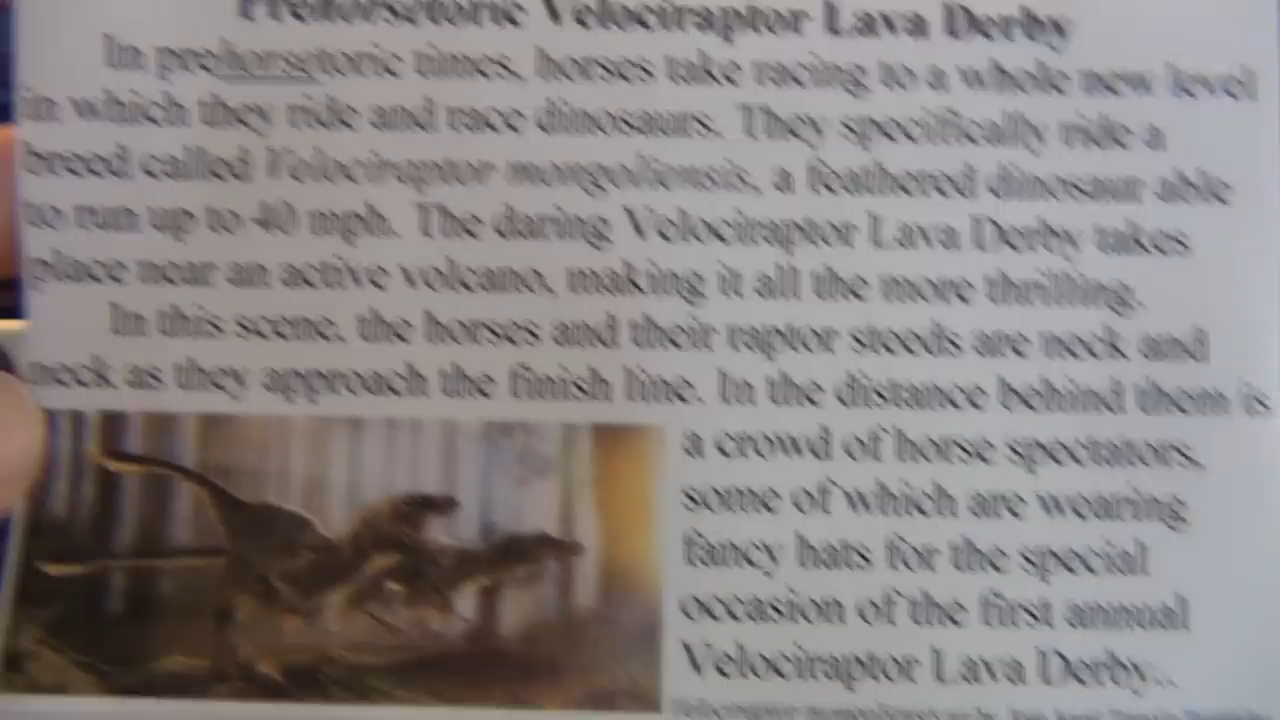 Prehorsetoric Velociraptor Lava Derby
In prehorsetoric times, horses take racing to a whole new level
in which they ride and race dinosaurs. They specifically ride a
breed called Velociraptor mongoliensis, a feathered dinosaur able
to run up to 40 mph. The daring Velociraptor Lava Derby takes
place near an active volcano, making it all the more thrilling.
In this scene, the horses and their raptor steeds are neck and
neck as they approach the finish line. In the distance behind them is
a crowd of horse spectators,
some of which are wearing
fancy hats for the special
occasion of the first annual
Velociraptor Lava Derby..